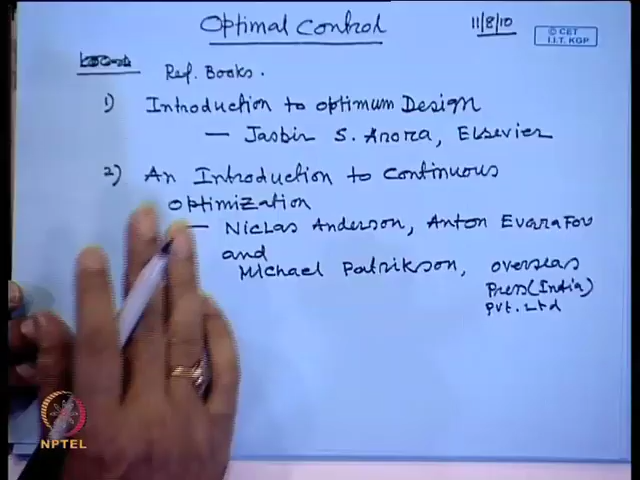 Optimal Control 11/8/10
© CET
I.I.T. KGP
Ref. Books.
1) Introduction to optimum Design
— Jasbir S. Arora, Elsevier
2) An Introduction to Continuous
optimization
— Niclas Anderson, Anton Evarafov
and
Michael Patrikson, overseas
Press(India)
Pvt. Ltd
NPTEL